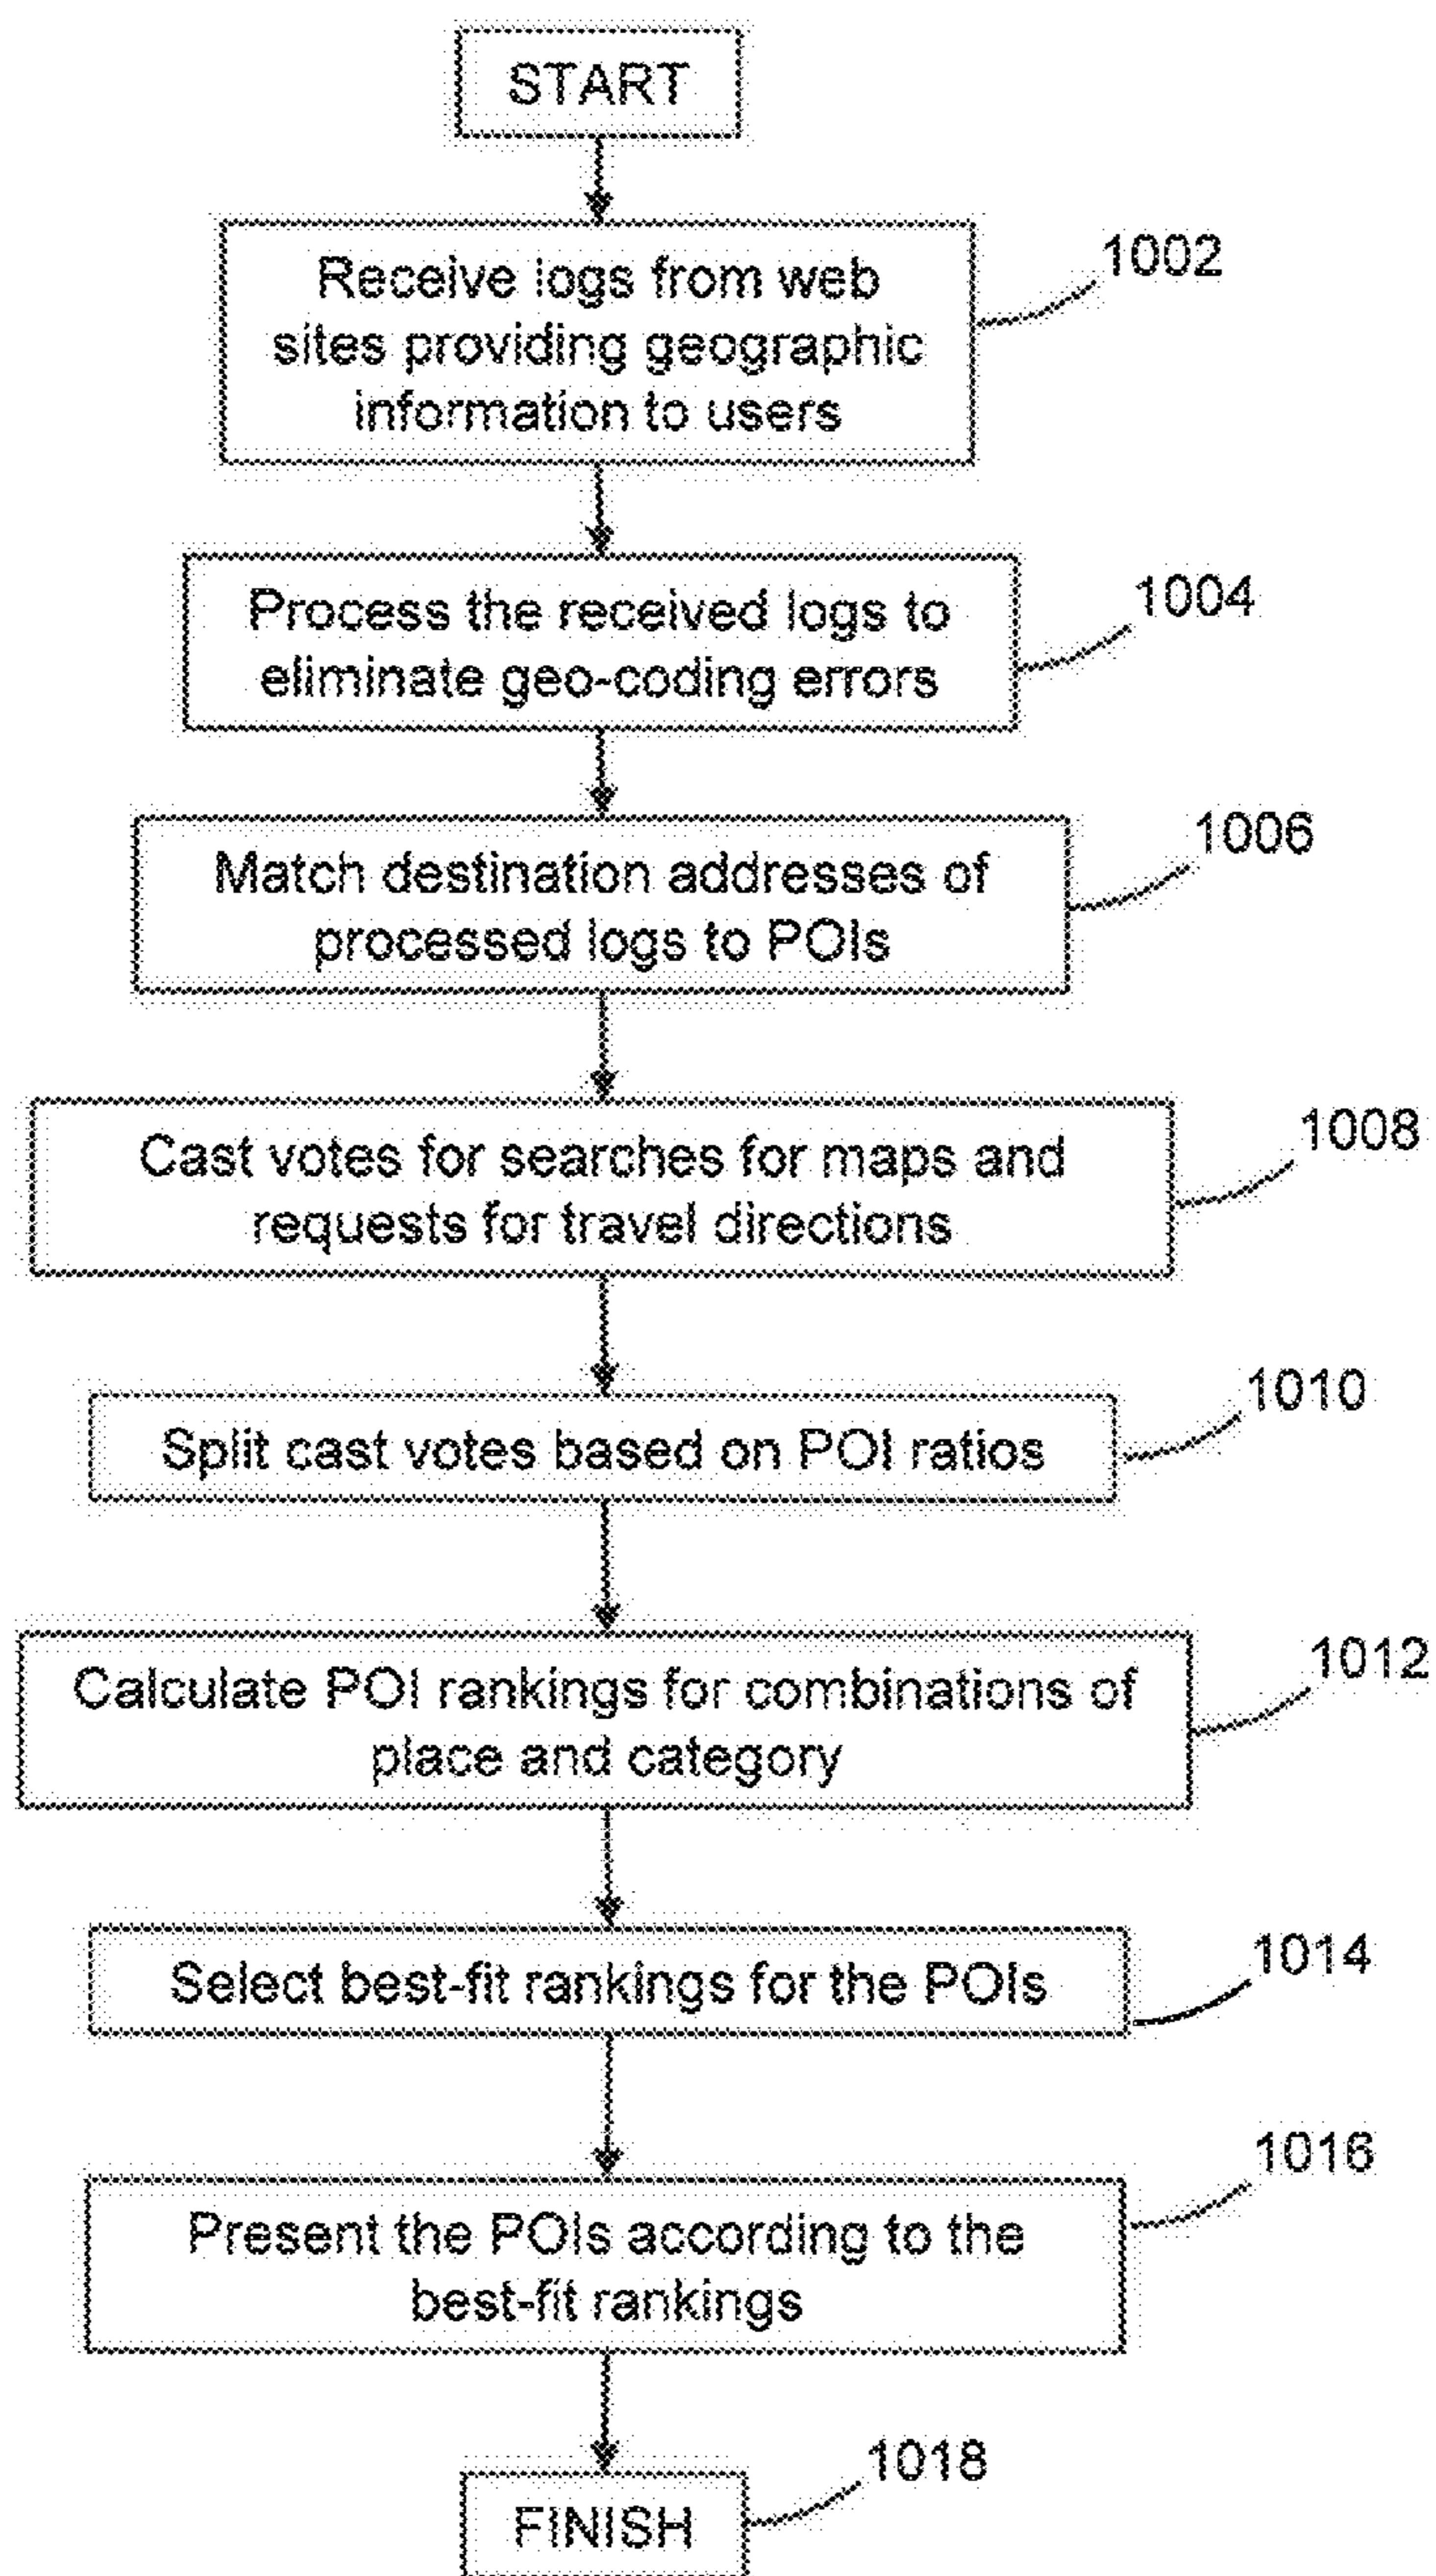 START
1002
Receive logs from web
sites providing geographic
information to users
1004
Process the received logs to
eliminate geo-coding errors
1006
Match destination addresses of
processed logs to POIs
1008
Cast votes for searches for maps and
requests for travel directions
1010
Split cast votes based on POI ratios
1012
Calculate POI rankings for combinations of
place and category
1014
Select best-fit rankings for the POIs
1016
Present the POIs according to the
best-fit rankings
1018
FINISH